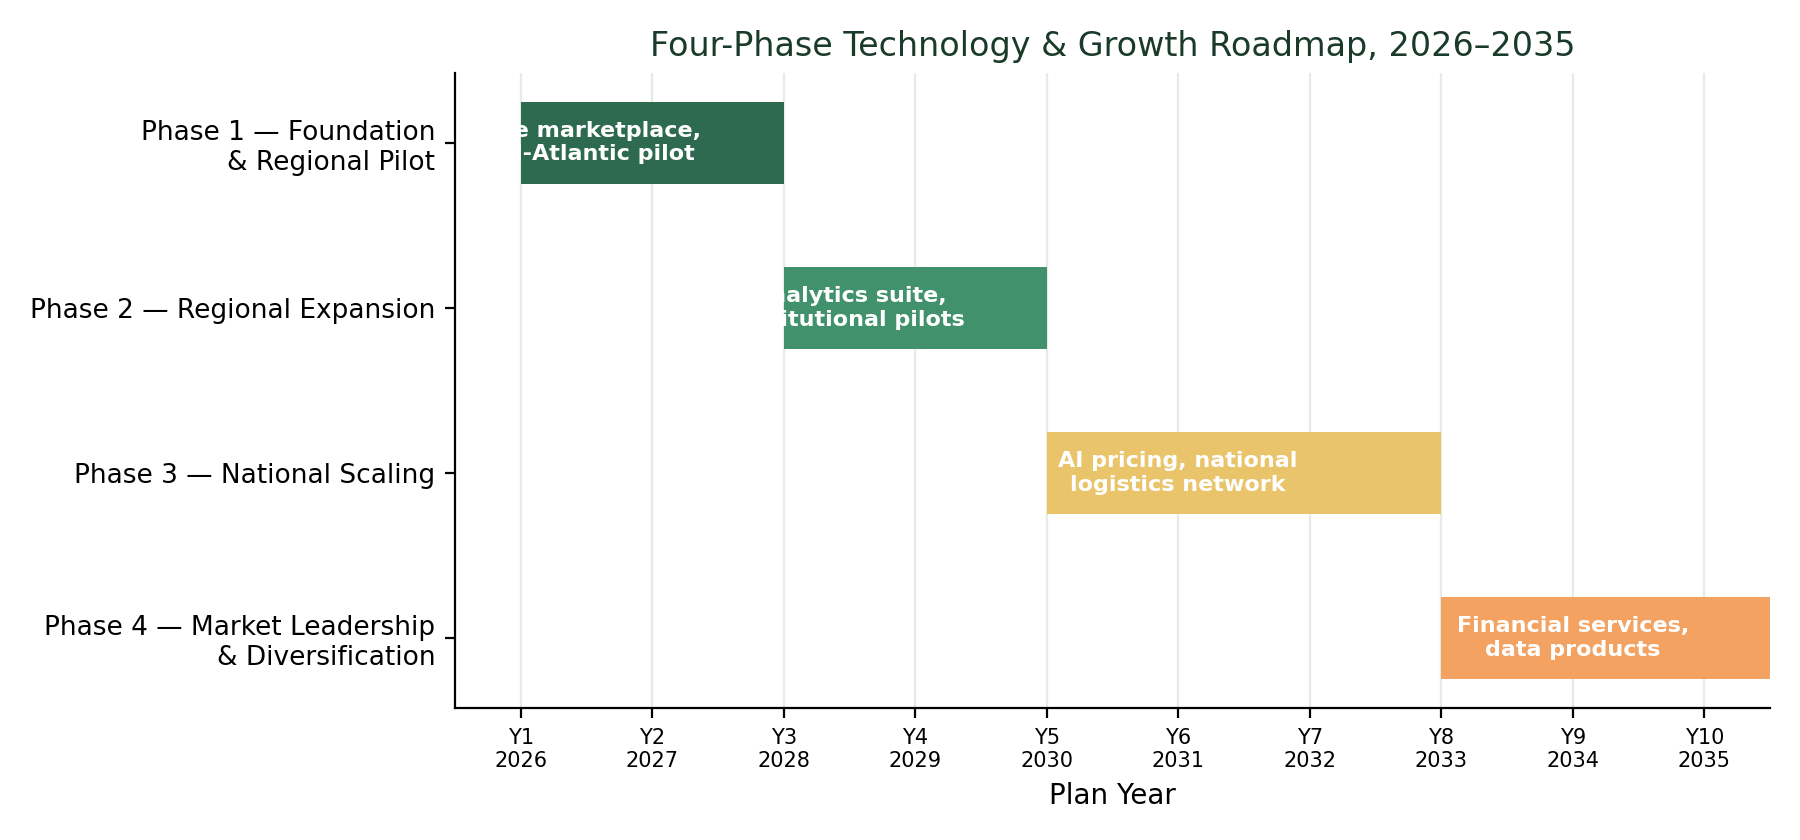 Four-Phase Technology & Growth Roadmap, 2026–2035
Phase 1 — Foundation
& Regional Pilot
e marketplace,
-Atlantic pilot
Phase 2 — Regional Expansion
alytics suite,
itutional pilots
Phase 3 — National Scaling
AI pricing, national
logistics network
Phase 4 — Market Leadership
& Diversification
Financial services,
data products
Y1 Y2 Y3 Y4 Y5 Y6 Y7 Y8 Y9 Y10
2026 2027 2028 2029 2030 2031 2032 2033 2034 2035
Plan Year